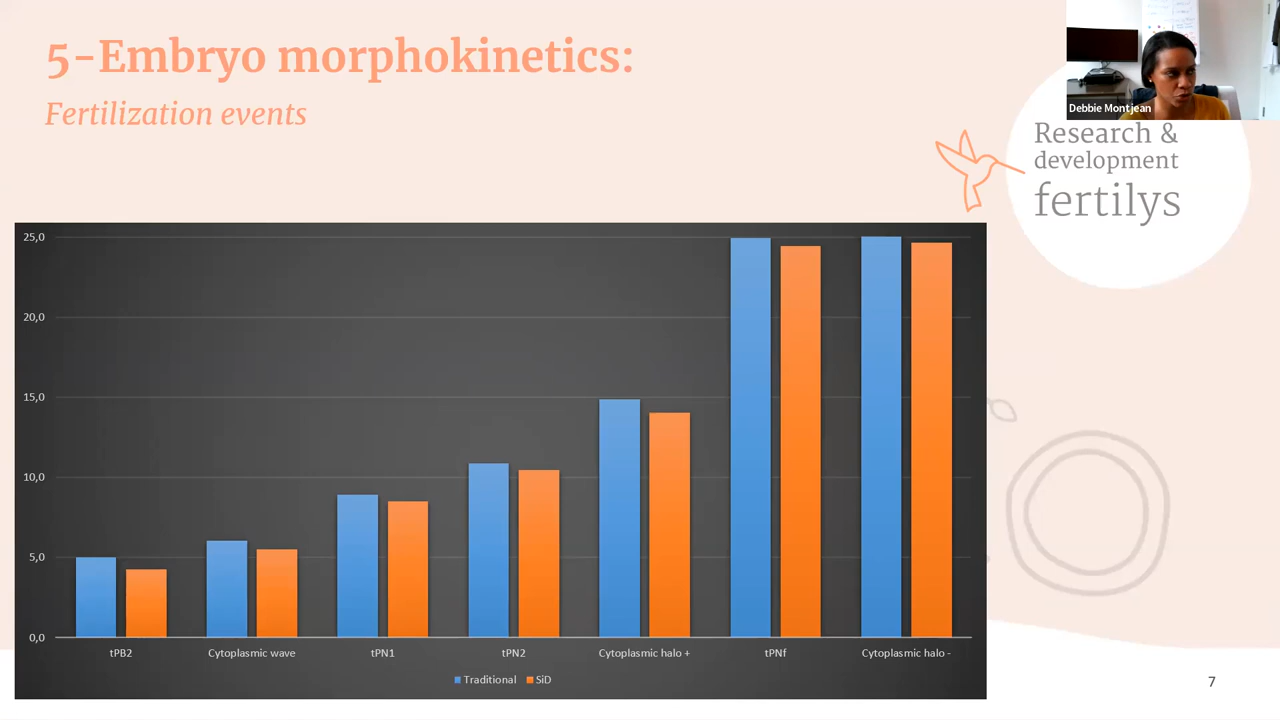 5-Embryo morphokinetics:
Fertilization events
Debbie Montjean
Research &
development
fertilys
25,0
20,0
15,0
10,0
5,0
0,0
tPB2 Cytoplasmic wave tPN1 tPN2 Cytoplasmic halo + tPNf Cytoplasmic halo -
Traditional SiD
7